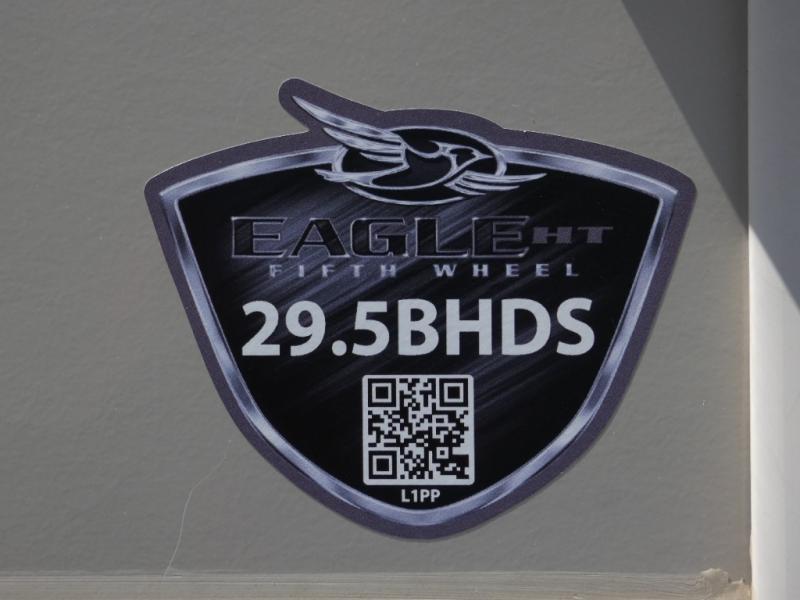 EAGLE HT
FIFTH WHEEL
29.5BHDS
L1PP